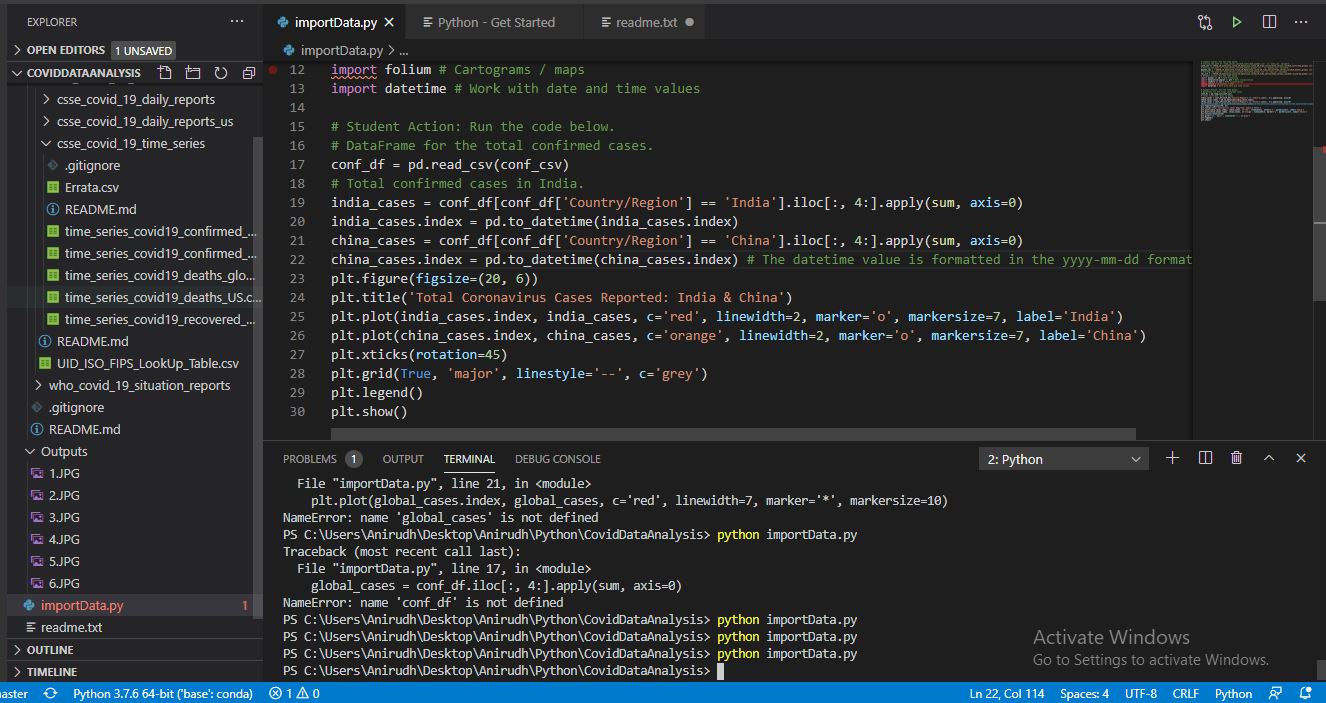 EXPLORER
OPEN EDITORS 1 UNSAVED
COVIDDATAANALYSIS
csse_covid_19_daily_reports
csse_covid_19_daily_reports_us
csse_covid_19_time_series
.gitignore
Errata.csv
README.md
time_series_covid19_confirmed_...
time_series_covid19_confirmed_...
time_series_covid19_deaths_glo...
time_series_covid19_deaths_US.c...
time_series_covid19_recovered_...
README.md
UID_ISO_FIPS_LookUp_Table.csv
who_covid_19_situation_reports
.gitignore
README.md
Outputs
1.JPG
2.JPG
3.JPG
4.JPG
5.JPG
6.JPG
importData.py 1
readme.txt
OUTLINE
TIMELINE
importData.py Python - Get Started readme.txt
importData.py > ...
12 import folium # Cartograms / maps
13 import datetime # Work with date and time values
14
15 # Student Action: Run the code below.
16 # DataFrame for the total confirmed cases.
17 conf_df = pd.read_csv(conf_csv)
18 # Total confirmed cases in India.
19 india_cases = conf_df[conf_df['Country/Region'] == 'India'].iloc[:, 4:].apply(sum, axis=0)
20 india_cases.index = pd.to_datetime(india_cases.index)
21 china_cases = conf_df[conf_df['Country/Region'] == 'China'].iloc[:, 4:].apply(sum, axis=0)
22 china_cases.index = pd.to_datetime(china_cases.index) # The datetime value is formatted in the yyyy-mm-dd format
23 plt.figure(figsize=(20, 6))
24 plt.title('Total Coronavirus Cases Reported: India & China')
25 plt.plot(india_cases.index, india_cases, c='red', linewidth=2, marker='o', markersize=7, label='India')
26 plt.plot(china_cases.index, china_cases, c='orange', linewidth=2, marker='o', markersize=7, label='China')
27 plt.xticks(rotation=45)
28 plt.grid(True, 'major', linestyle='--', c='grey')
29 plt.legend()
30 plt.show()
PROBLEMS 1 OUTPUT TERMINAL DEBUG CONSOLE 2: Python
File "importData.py", line 21, in <module>
plt.plot(global_cases.index, global_cases, c='red', linewidth=7, marker='*', markersize=10)
NameError: name 'global_cases' is not defined
PS C:\Users\Anirudh\Desktop\Anirudh\Python\CovidDataAnalysis> python importData.py
Traceback (most recent call last):
File "importData.py", line 17, in <module>
global_cases = conf_df.iloc[:, 4:].apply(sum, axis=0)
NameError: name 'conf_df' is not defined
PS C:\Users\Anirudh\Desktop\Anirudh\Python\CovidDataAnalysis> python importData.py
PS C:\Users\Anirudh\Desktop\Anirudh\Python\CovidDataAnalysis> python importData.py
PS C:\Users\Anirudh\Desktop\Anirudh\Python\CovidDataAnalysis> python importData.py
PS C:\Users\Anirudh\Desktop\Anirudh\Python\CovidDataAnalysis>
Activate Windows
Go to Settings to activate Windows.
aster Python 3.7.6 64-bit ('base': conda) 1 0 Ln 22, Col 114 Spaces: 4 UTF-8 CRLF Python